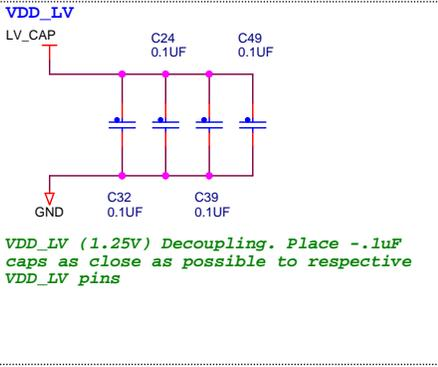 VDD_LV
LV_CAP
C24
0.1UF
C49
0.1UF
C32
0.1UF
C39
0.1UF
GND
VDD_LV (1.25V) Decoupling. Place -.1uF
caps as close as possible to respective
VDD_LV pins